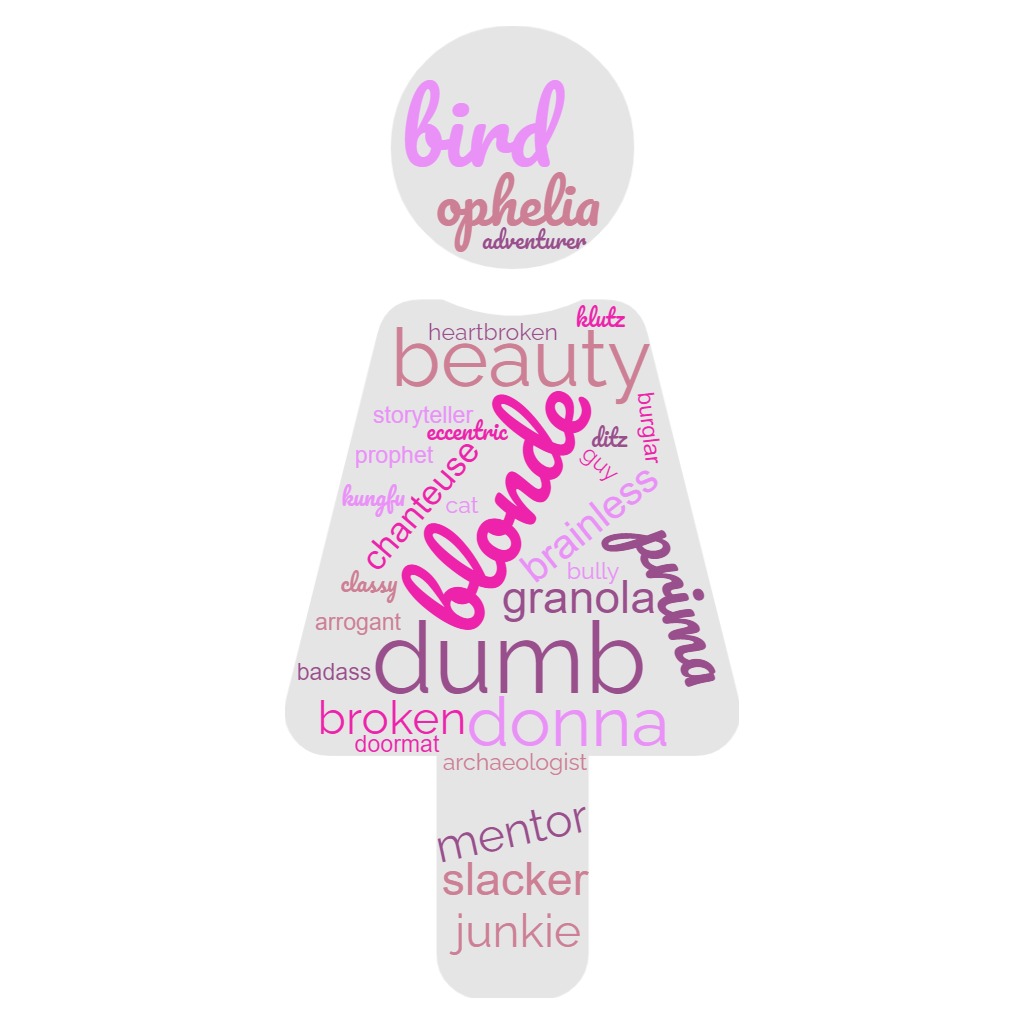 bird
ophelia
adventurer
klutz
heartbroken
beauty
burglar
storyteller
eccentric
blonde
ditz
guy
prophet
chanteuse
kungfu
cat
brainless
prima
bully
classy
granola
arrogant
dumb
badass
broken
donna
doormat
archaeologist
mentor
slacker
junkie